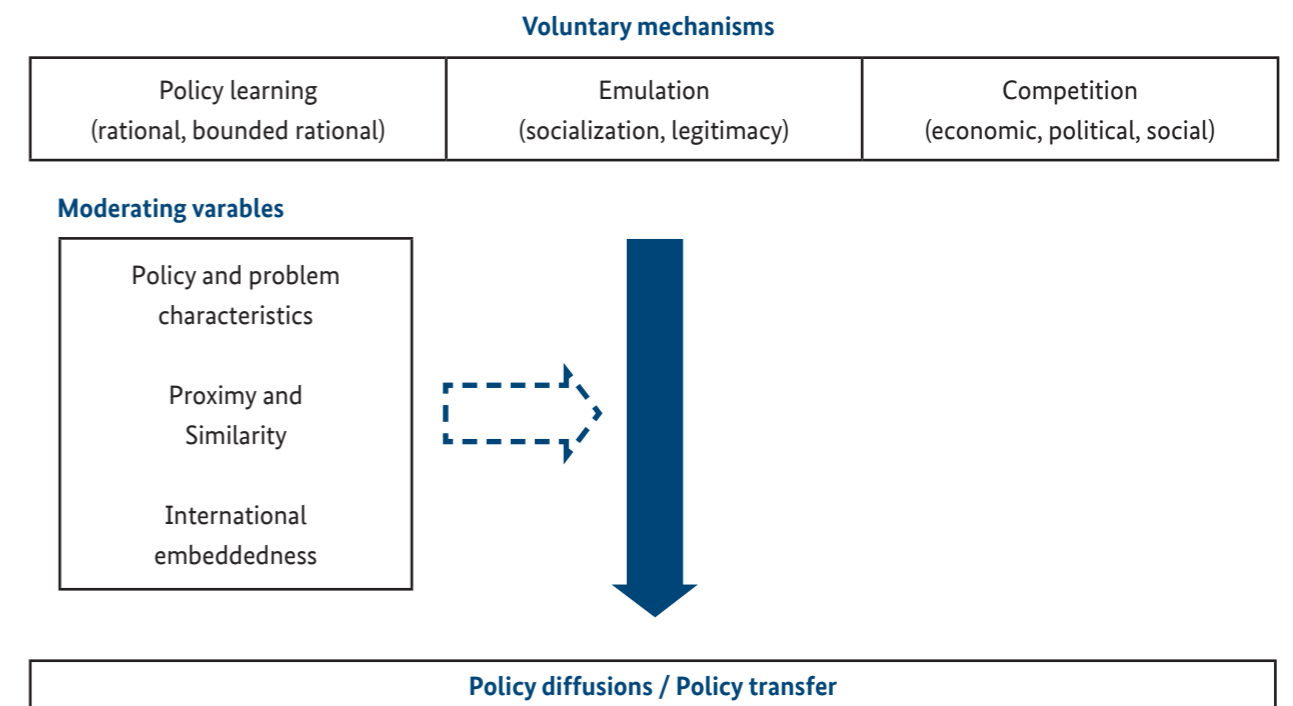 Voluntary mechanisms
Policy learning
(rational, bounded rational)
Emulation
(socialization, legitimacy)
Competition
(economic, political, social)
Moderating variables
Policy and problem
characteristics
Proximy and
Similarity
International
embeddedness
Policy diffusions / Policy transfer